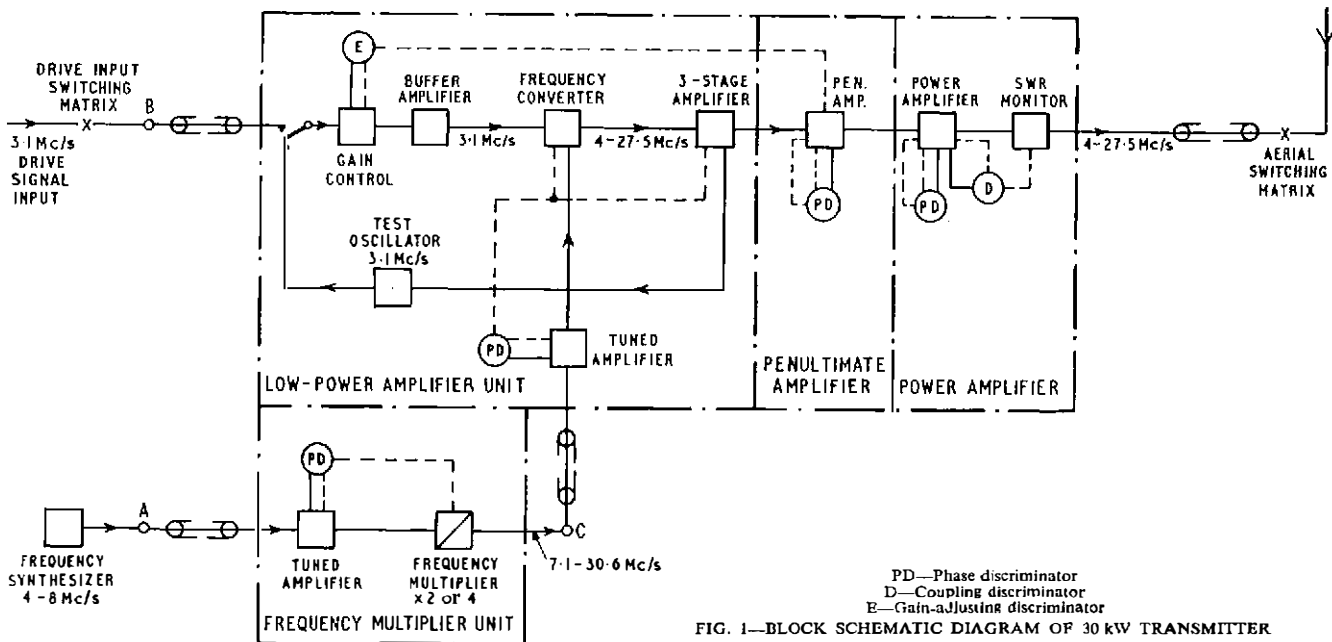 E
DRIVE INPUT
SWITCHING
MATRIX
B
3·1Mc/s
DRIVE
SIGNAL
INPUT
GAIN
CONTROL
BUFFER
AMPLIFIER
3·1Mc/s
FREQUENCY
CONVERTER
4-27·5Mc/s
3-STAGE
AMPLIFIER
PEN.
AMP.
PD
POWER
AMPLIFIER
PD
D
SWR
MONITOR
4-27·5Mc/s
AERIAL
SWITCHING
MATRIX
TEST
OSCILLATOR
3·1Mc/s
PD
TUNED
AMPLIFIER
LOW-POWER AMPLIFIER UNIT
PENULTIMATE
AMPLIFIER
POWER AMPLIFIER
PD
A
C
FREQUENCY
SYNTHESIZER
4-8Mc/s
TUNED
AMPLIFIER
FREQUENCY
MULTIPLIER
x2 or 4
7·1-30·6Mc/s
FREQUENCY MULTIPLIER UNIT
PD—Phase discriminator
D—Coupling discriminator
E—Gain-adjusting discriminator
FIG. 1—BLOCK SCHEMATIC DIAGRAM OF 30 kW TRANSMITTER